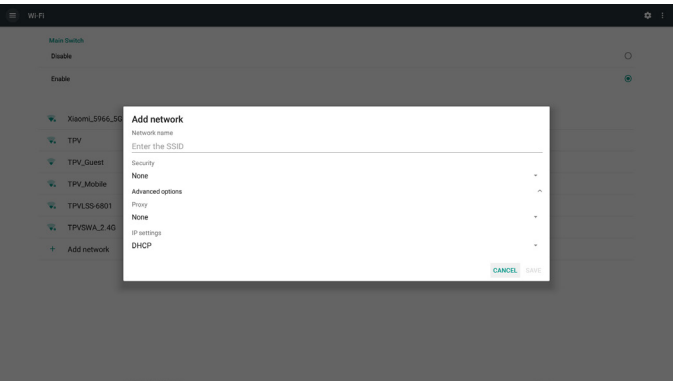 Wi-Fi
Main Switch
Disable
Enable
Xiaomi_5966_5G
TPV
TPV_Guest
TPV_Mobile
TPVLSS-6801
TPVSWA_2.4G
Add network
Add network
Network name
Enter the SSID
Security
None
Advanced options
Proxy
None
IP settings
DHCP
CANCEL SAVE